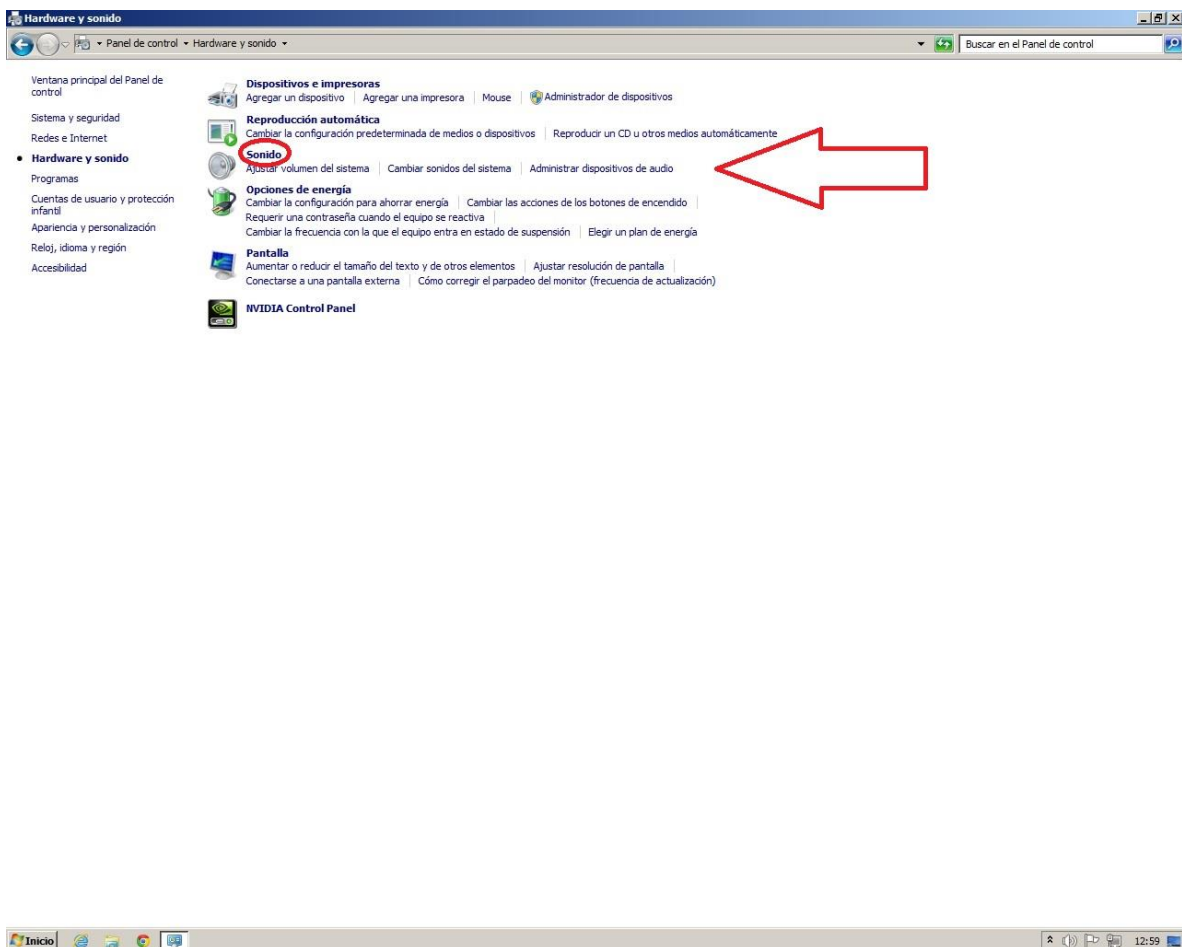 Hardware y sonido
Panel de control
Hardware y sonido
Buscar en el Panel de control
Ventana principal del Panel de
control
Sistema y seguridad
Redes e Internet
Hardware y sonido
Programas
Cuentas de usuario y protección
infantil
Apariencia y personalización
Reloj, idioma y región
Accesibilidad
Dispositivos e impresoras
Agregar un dispositivo
Agregar una impresora
Mouse
Administrador de dispositivos
Reproducción automática
Cambiar la configuración predeterminada de medios o dispositivos
Reproducir un CD u otros medios automáticamente
Sonido
Ajustar volumen del sistema
Cambiar sonidos del sistema
Administrar dispositivos de audio
Opciones de energía
Cambiar la configuración para ahorrar energía
Cambiar las acciones de los botones de encendido
Requerir una contraseña cuando el equipo se reactiva
Cambiar la frecuencia con la que el equipo entra en estado de suspensión
Elegir un plan de energía
Pantalla
Aumentar o reducir el tamaño del texto y de otros elementos
Ajustar resolución de pantalla
Conectarse a una pantalla externa
Cómo corregir el parpadeo del monitor (frecuencia de actualización)
NVIDIA Control Panel
Inicio
12:59